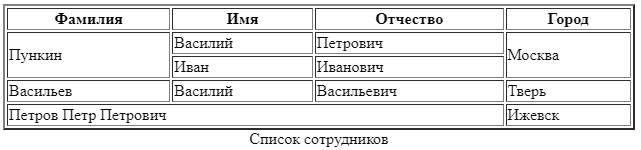 Фамилия Имя Отчество Город
Пункин Василий Петрович Москва
Иван Иванович
Васильев Василий Васильевич Тверь
Петров Петр Петрович Ижевск
Список сотрудников